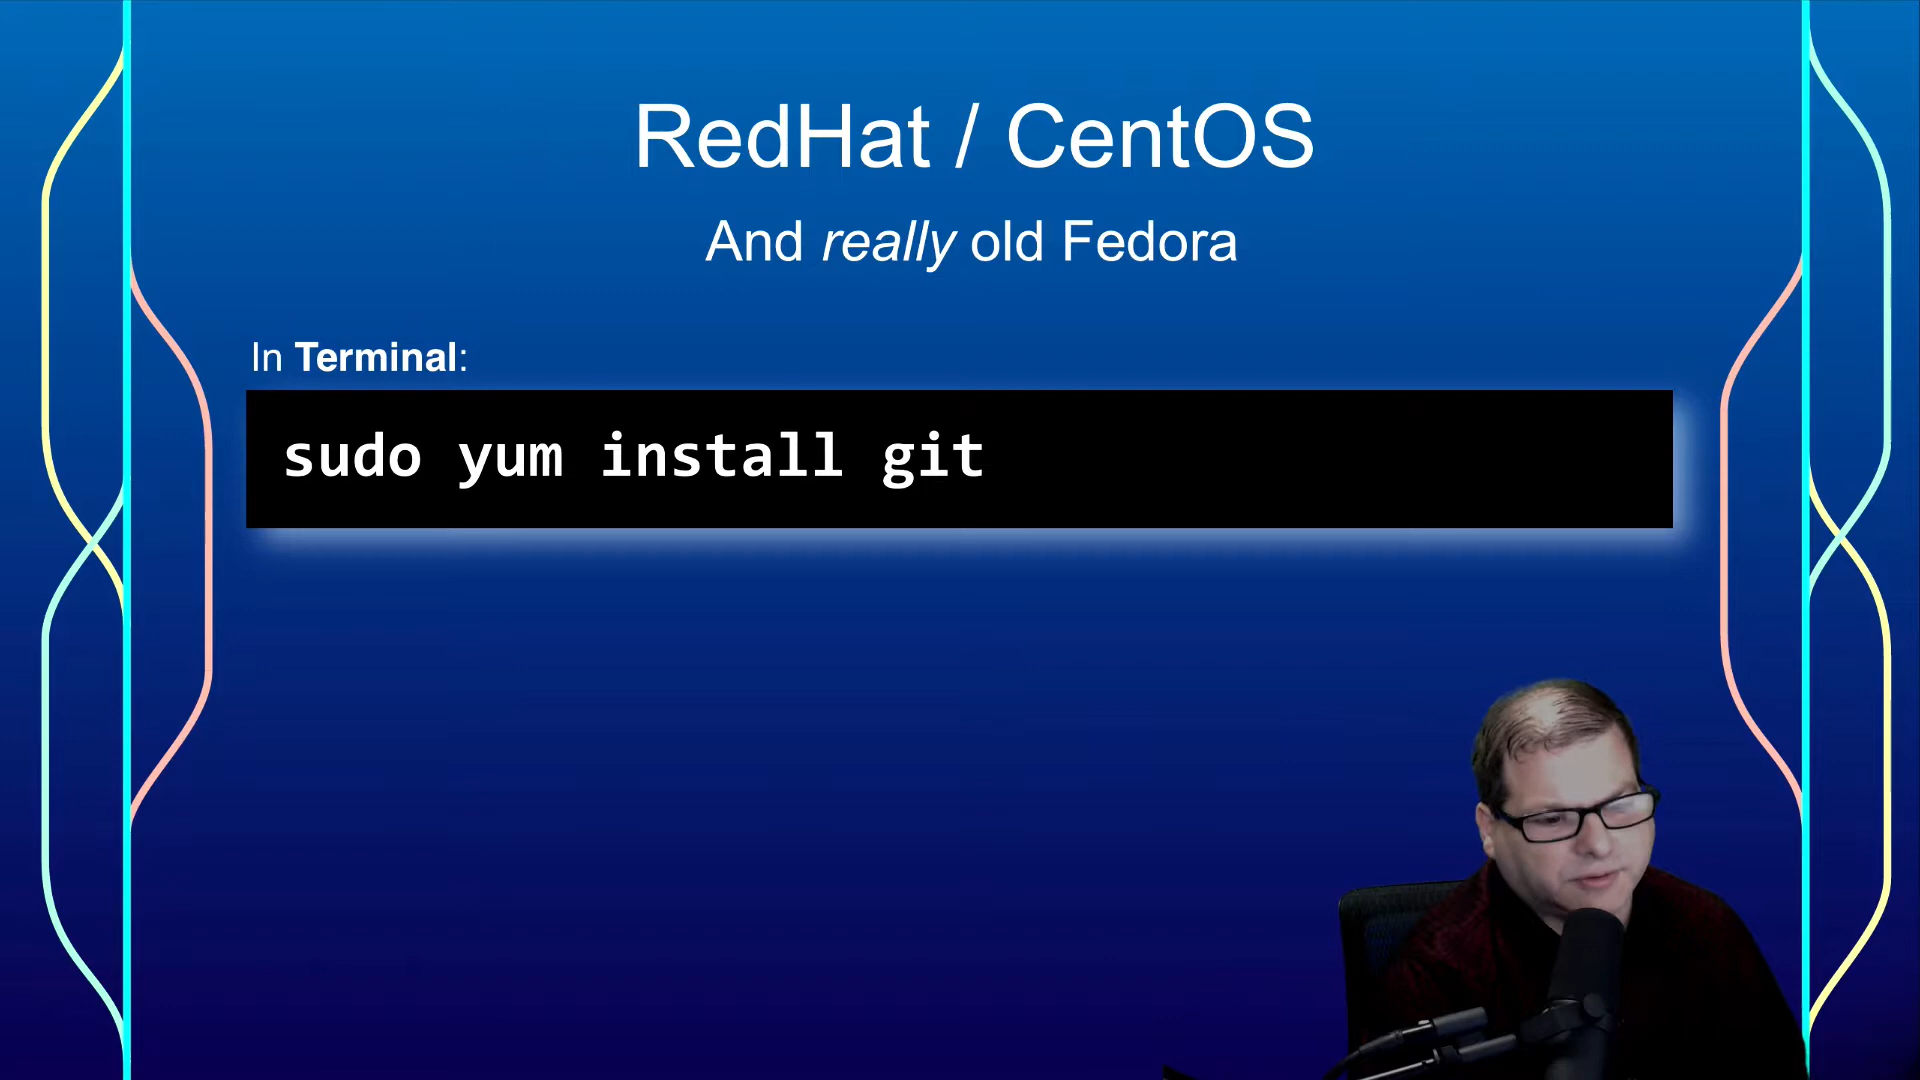 RedHat / CentOS
And really old Fedora
In Terminal:
sudo yum install git